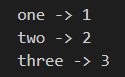 one -> 1
two -> 2
three -> 3